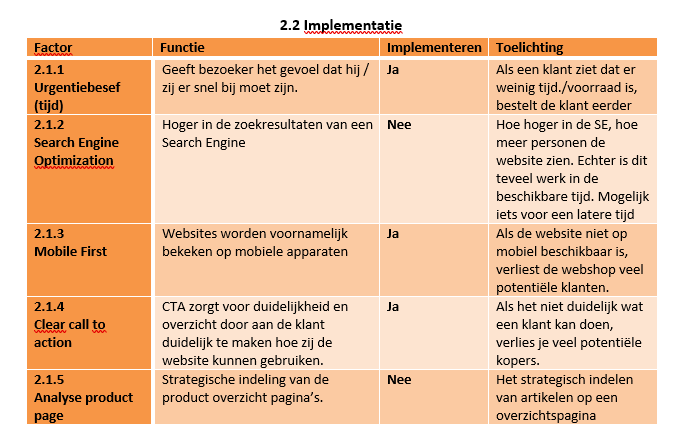 2.2 Implementatie
Factor Functie Implementeren Toelichting
2.1.1
Urgentiebesef
(tijd)
Geeft bezoeker het gevoel dat hij /
zij er snel bij moet zijn.
Ja
Als een klant ziet dat er
weinig tijd./voorraad is,
bestelt de klant eerder
2.1.2
Search Engine
Optimization
Hoger in de zoekresultaten van een
Search Engine
Nee
Hoe hoger in de SE, hoe
meer personen de
website zien. Echter is dit
teveel werk in de
beschikbare tijd. Mogelijk
iets voor een latere tijd
2.1.3
Mobile First
Websites worden voornamelijk
bekeken op mobiele apparaten
Ja
Als de website niet op
mobiel beschikbaar is,
verliest de webshop veel
potentiële klanten.
2.1.4
Clear call to
action
CTA zorgt voor duidelijkheid en
overzicht door aan de klant
duidelijk te maken hoe zij de
website kunnen gebruiken.
Ja
Als het niet duidelijk wat
een klant kan doen,
verlies je veel potentiële
kopers.
2.1.5
Analyse product
page
Strategische indeling van de
product overzicht pagina’s.
Nee
Het strategisch indelen
van artikelen op een
overzichtspagina